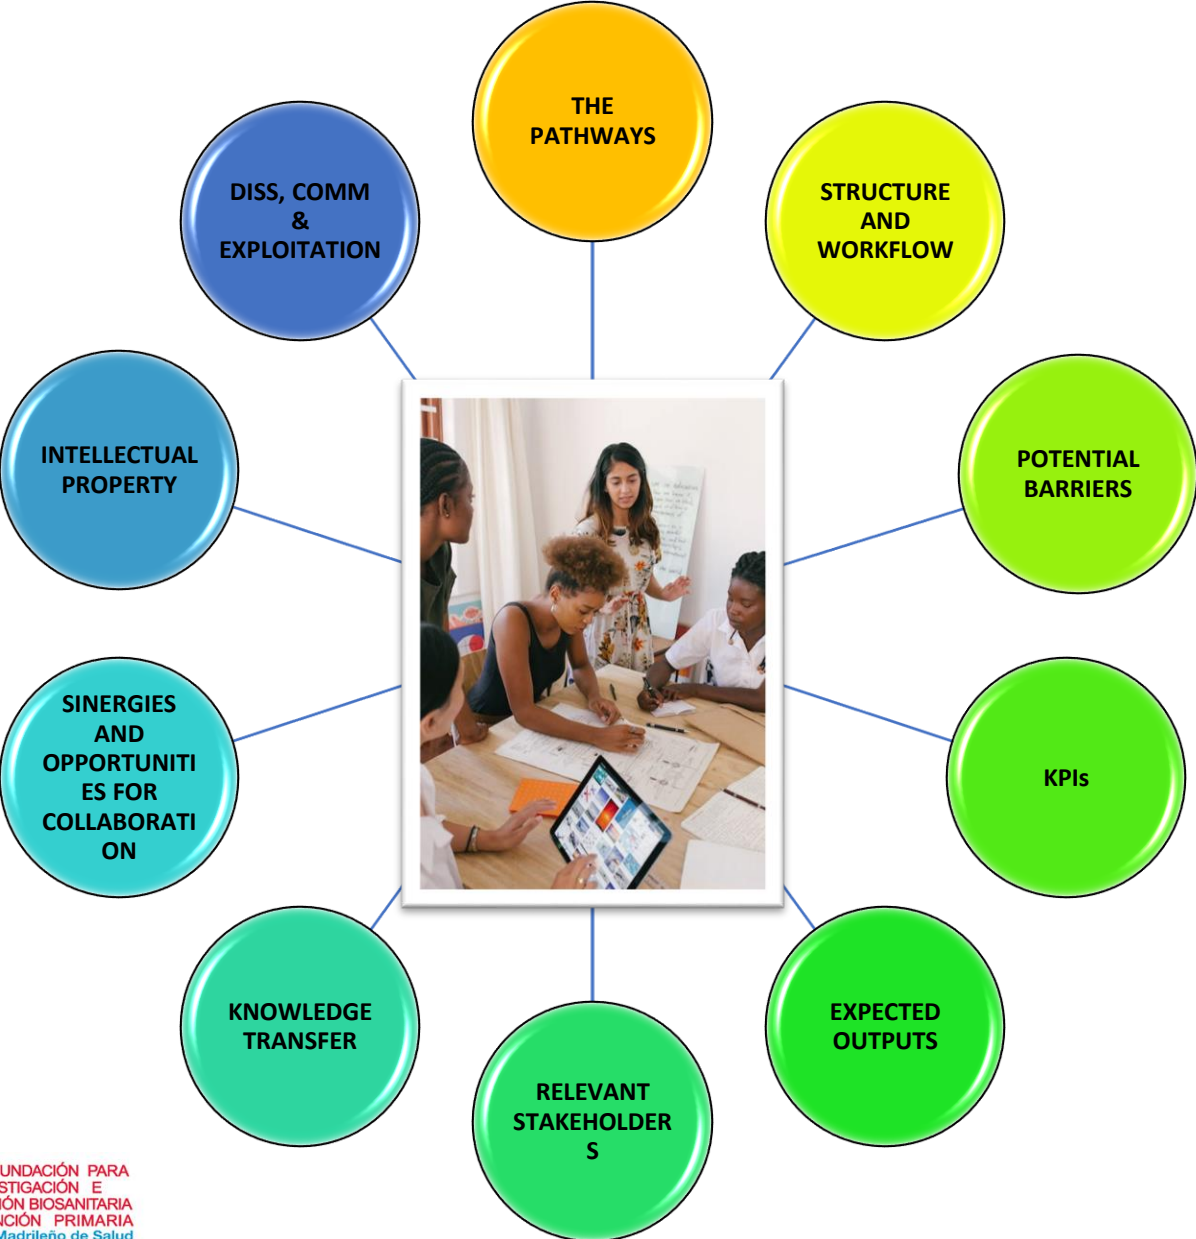 THE
PATHWAYS
DISS, COMM
&
EXPLOITATION
STRUCTURE
AND
WORKFLOW
INTELLECTUAL
PROPERTY
POTENTIAL
BARRIERS
SINERGIES
AND
OPPORTUNITI
ES FOR
COLLABORATI
ON
KPIs
KNOWLEDGE
TRANSFER
EXPECTED
OUTPUTS
RELEVANT
STAKEHOLDER
S
UNDACIÓN PARA
STIGACIÓN E
IÓN BIOSANITARIA
NCIÓN PRIMARIA
Madrileño de Salud